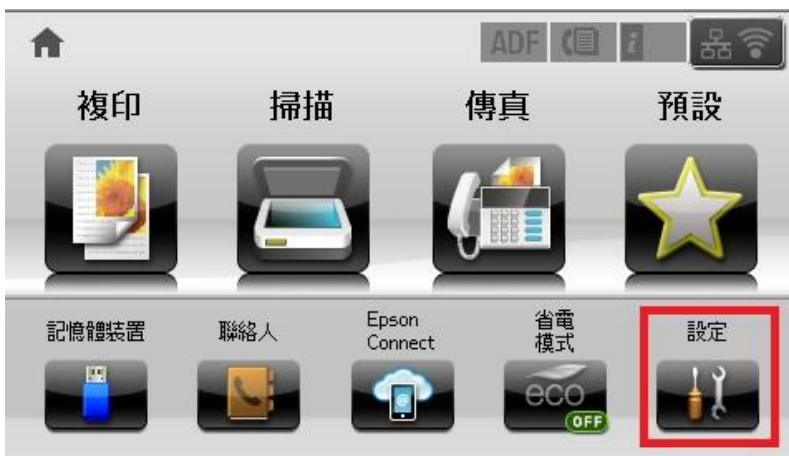 ADF i
複印 掃描 傳真 預設
記憶體裝置 聯絡人 Epson
Connect 省電
模式 設定
@ eco
OFF